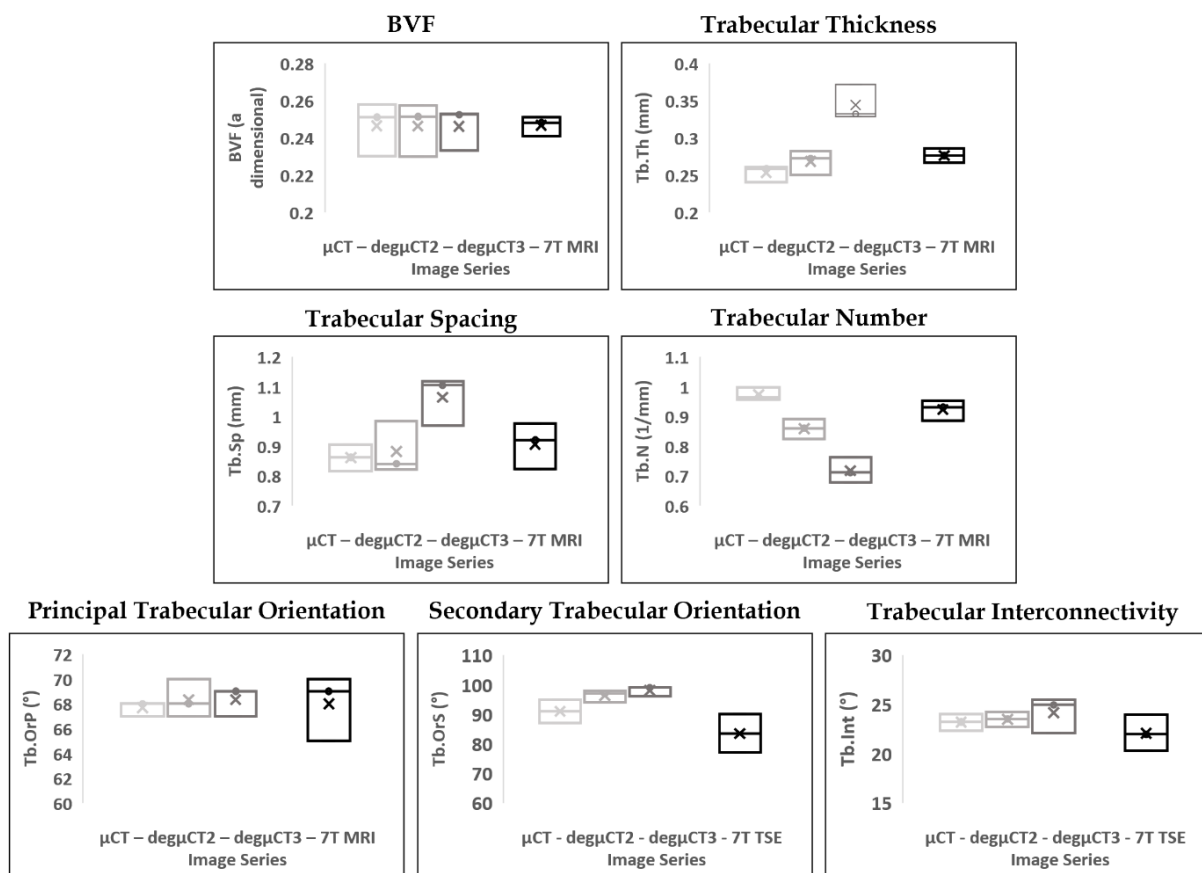 BVF
BVF (a
dimensional)
0.28
0.26
0.24
0.22
0.2
μCT – degμCT2 – degμCT3 – 7T MRI
Image Series
Trabecular Thickness
Tb.Th (mm)
0.4
0.35
0.3
0.25
0.2
μCT – degμCT2 – degμCT3 – 7T MRI
Image Series
Trabecular Spacing
Tb.Sp (mm)
1.2
1.1
1
0.9
0.8
0.7
μCT – degμCT2 – degμCT3 – 7T MRI
Image Series
Trabecular Number
Tb.N (1/mm)
1.1
1
0.9
0.8
0.7
0.6
μCT – degμCT2 – degμCT3 – 7T MRI
Image Series
Principal Trabecular Orientation
Tb.OrP (°)
72
70
68
66
64
62
60
μCT – degμCT2 – degμCT3 – 7T MRI
Image Series
Secondary Trabecular Orientation
Tb.OrS (°)
110
100
90
80
70
60
μCT - degμCT2 - degμCT3 - 7T TSE
Image Series
Trabecular Interconnectivity
Tb.Int (°)
30
25
20
15
μCT - degμCT2 - degμCT3 - 7T TSE
Image Series